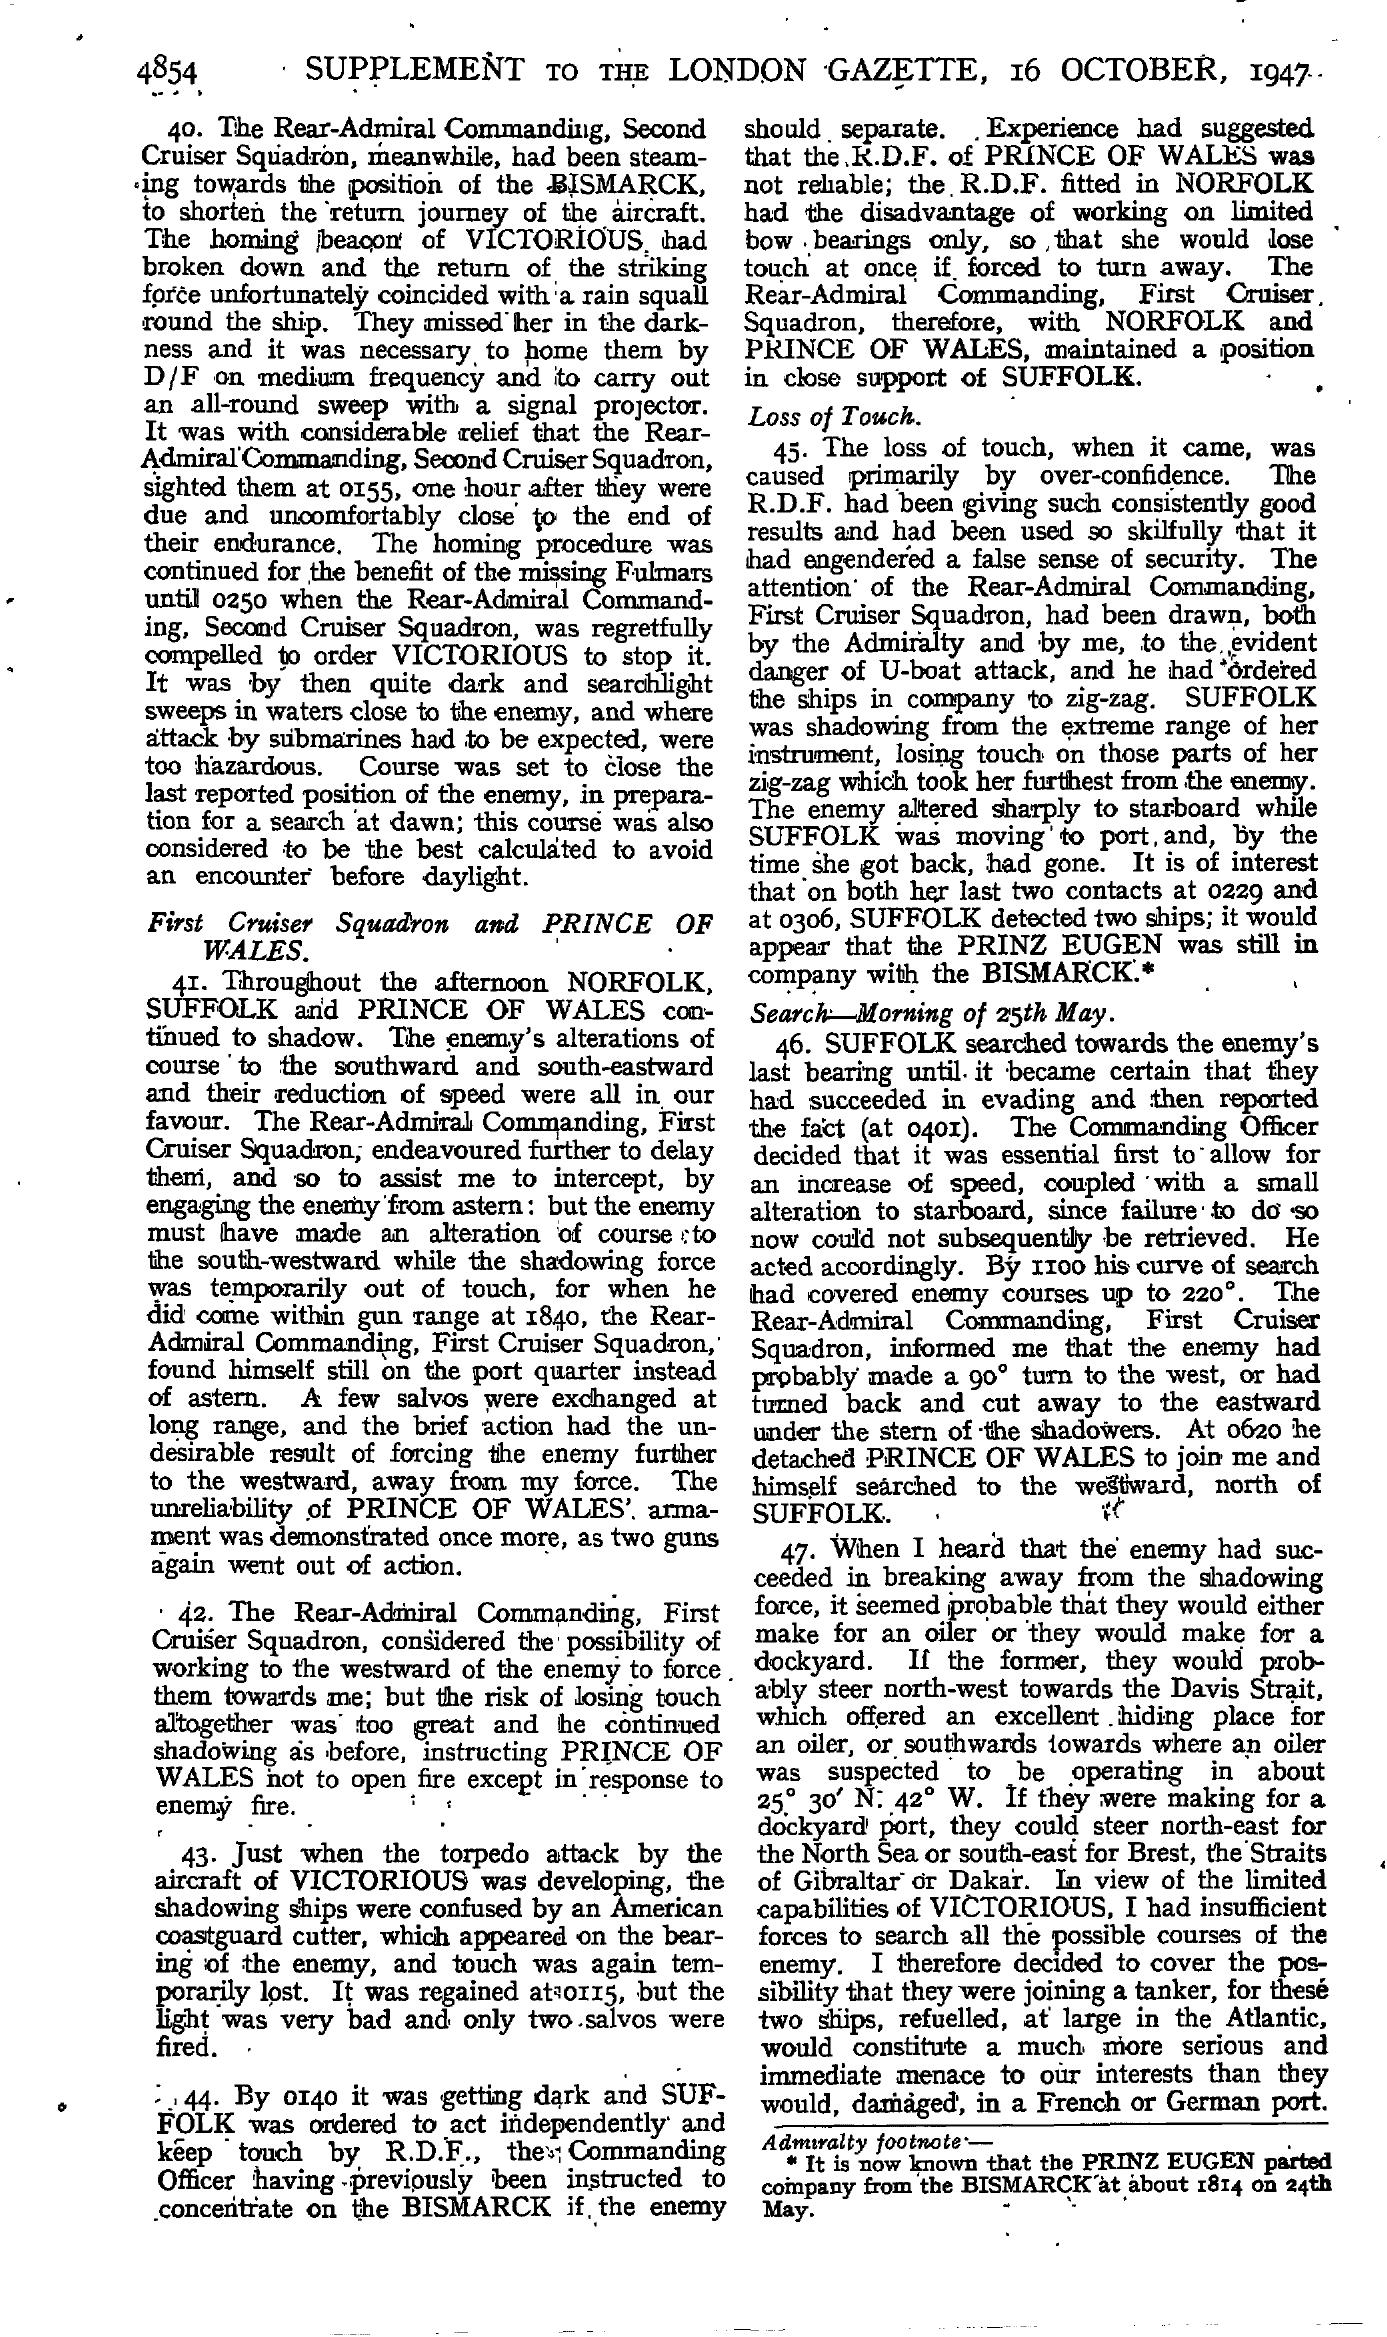 4854 SUPPLEMENT TO THE LONDON GAZETTE, 16 OCTOBER, 1947
40. The Rear-Admiral Commanding, Second
Cruiser Squadron, meanwhile, had been steam-
ing towards the position of the BISMARCK,
to shorten the return journey of the aircraft.
The homing beacon of VICTORIOUS had
broken down and the return of the striking
force unfortunately coincided with a rain squall
round the ship. They missed her in the dark-
ness and it was necessary to home them by
D/F on medium frequency and to carry out
an all-round sweep with a signal projector.
It was with considerable relief that the Rear-
Admiral Commanding, Second Cruiser Squadron,
sighted them at 0155, one hour after they were
due and uncomfortably close to the end of
their endurance. The homing procedure was
continued for the benefit of the missing Fulmars
until 0250 when the Rear-Admiral Command-
ing, Second Cruiser Squadron, was regretfully
compelled to order VICTORIOUS to stop it.
It was by then quite dark and searchlight
sweeps in waters close to the enemy, and where
attack by submarines had to be expected, were
too hazardous. Course was set to close the
last reported position of the enemy, in prepara-
tion for a search at dawn; this course was also
considered to be the best calculated to avoid
an encounter before daylight.
First Cruiser Squadron and PRINCE OF
WALES.
41. Throughout the afternoon NORFOLK,
SUFFOLK and PRINCE OF WALES con-
tinued to shadow. The enemy's alterations of
course to the southward and south-eastward
and their reduction of speed were all in our
favour. The Rear-Admiral Commanding, First
Cruiser Squadron, endeavoured further to delay
them, and so to assist me to intercept, by
engaging the enemy from astern: but the enemy
must have made an alteration of course to
the south-westward while the shadowing force
was temporarily out of touch, for when he
did come within gun range at 1840, the Rear-
Admiral Commanding, First Cruiser Squadron,
found himself still on the port quarter instead
of astern. A few salvos were exchanged at
long range, and the brief action had the un-
desirable result of forcing the enemy further
to the westward, away from my force. The
unreliability of PRINCE OF WALES'. arma-
ment was demonstrated once more, as two guns
again went out of action.
42. The Rear-Admiral Commanding, First
Cruiser Squadron, considered the possibility of
working to the westward of the enemy to force
them towards me; but the risk of losing touch
altogether was too great and he continued
shadowing as before, instructing PRINCE OF
WALES not to open fire except in response to
enemy fire.
43. Just when the torpedo attack by the
aircraft of VICTORIOUS was developing, the
shadowing ships were confused by an American
coastguard cutter, which appeared on the bear-
ing of the enemy, and touch was again tem-
porarily lost. It was regained at 0115, but the
light was very bad and only two salvos were
fired.
44. By 0140 it was getting dark and SUF-
FOLK was ordered to act independently and
keep touch by R.D.F., the Commanding
Officer having previously been instructed to
concentrate on the BISMARCK if the enemy
should separate. Experience had suggested
that the R.D.F. of PRINCE OF WALES was
not reliable; the R.D.F. fitted in NORFOLK
had the disadvantage of working on limited
bow bearings only, so that she would lose
touch at once if forced to turn away. The
Rear-Admiral Commanding, First Cruiser
Squadron, therefore, with NORFOLK and
PRINCE OF WALES, maintained a position
in close support of SUFFOLK.
Loss of Touch.
45. The loss of touch, when it came, was
caused primarily by over-confidence. The
R.D.F. had been giving such consistently good
results and had been used so skilfully that it
had engendered a false sense of security. The
attention of the Rear-Admiral Commanding,
First Cruiser Squadron, had been drawn, both
by the Admiralty and by me, to the evident
danger of U-boat attack, and he had ordered
the ships in company to zig-zag. SUFFOLK
was shadowing from the extreme range of her
instrument, losing touch on those parts of her
zig-zag which took her furthest from the enemy.
The enemy altered sharply to starboard while
SUFFOLK was moving to port and, by the
time she got back, had gone. It is of interest
that on both her last two contacts at 0229 and
at 0306, SUFFOLK detected two ships; it would
appear that the PRINZ EUGEN was still in
company with the BISMARCK.*
Search—Morning of 25th May.
46. SUFFOLK searched towards the enemy's
last bearing until it became certain that they
had succeeded in evading and then reported
the fact (at 0401). The Commanding Officer
decided that it was essential first to allow for
an increase of speed, coupled with a small
alteration to starboard, since failure to do so
now could not subsequently be retrieved. He
acted accordingly. By 1100 his curve of search
had covered enemy courses up to 220°. The
Rear-Admiral Commanding, First Cruiser
Squadron, informed me that the enemy had
probably made a 90° turn to the west, or had
turned back and cut away to the eastward
under the stern of the shadowers. At 0620 he
detached PRINCE OF WALES to join me and
himself searched to the westward, north of
SUFFOLK.
47. When I heard that the enemy had suc-
ceeded in breaking away from the shadowing
force, it seemed probable that they would either
make for an oiler or they would make for a
dockyard. If the former, they would prob-
ably steer north-west towards the Davis Strait,
which offered an excellent hiding place for
an oiler, or southwards towards where an oiler
was suspected to be operating in about
25° 30′ N. 42° W. If they were making for a
dockyard port, they could steer north-east for
the North Sea or south-east for Brest, the Straits
of Gibraltar or Dakar. In view of the limited
capabilities of VICTORIOUS, I had insufficient
forces to search all the possible courses of the
enemy. I therefore decided to cover the pos-
sibility that they were joining a tanker, for these
two ships, refuelled, at large in the Atlantic,
would constitute a much more serious and
immediate menace to our interests than they
would, damaged, in a French or German port.
Admiralty footnote—
* It is now known that the PRINZ EUGEN parted
company from the BISMARCK at about 1814 on 24th
May.